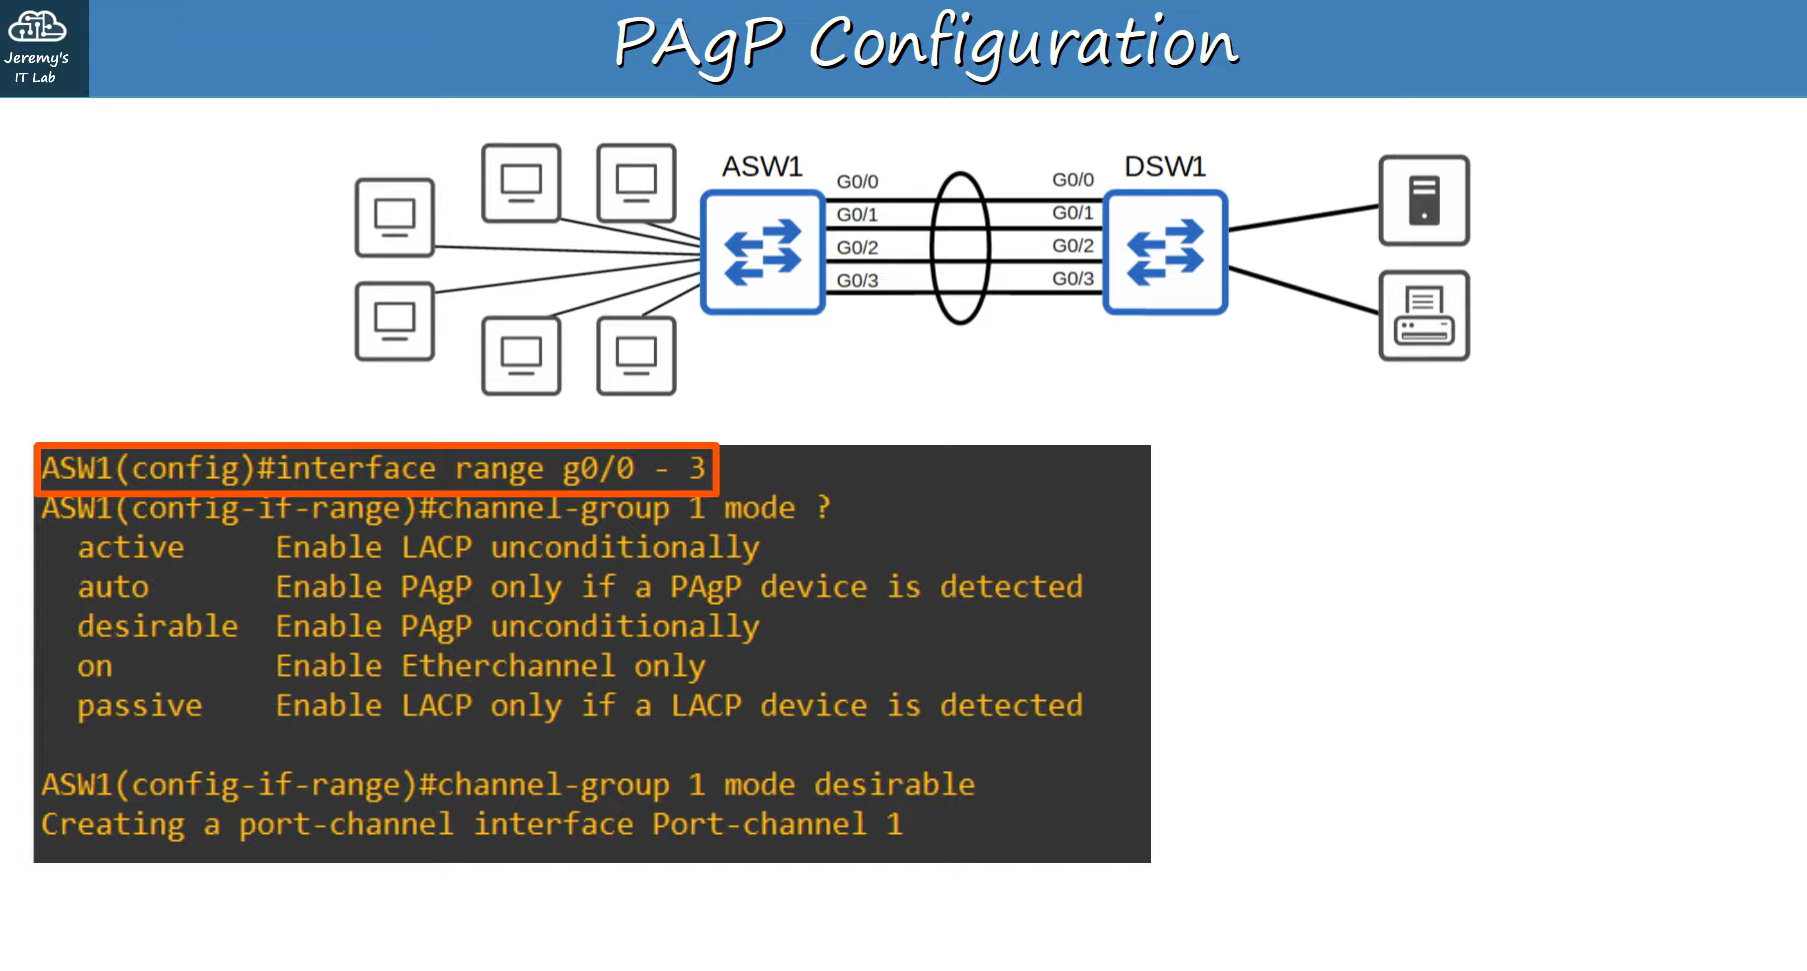 Jeremy's
IT Lab
PAgP Configuration
ASW1
DSW1
G0/0
G0/0
G0/1
G0/1
G0/2
G0/2
G0/3
G0/3
ASW1(config)#interface range g0/0 - 3
ASW1(config-if-range)#channel-group 1 mode ?
active Enable LACP unconditionally
auto Enable PAgP only if a PAgP device is detected
desirable Enable PAgP unconditionally
on Enable Etherchannel only
passive Enable LACP only if a LACP device is detected
ASW1(config-if-range)#channel-group 1 mode desirable
Creating a port-channel interface Port-channel 1